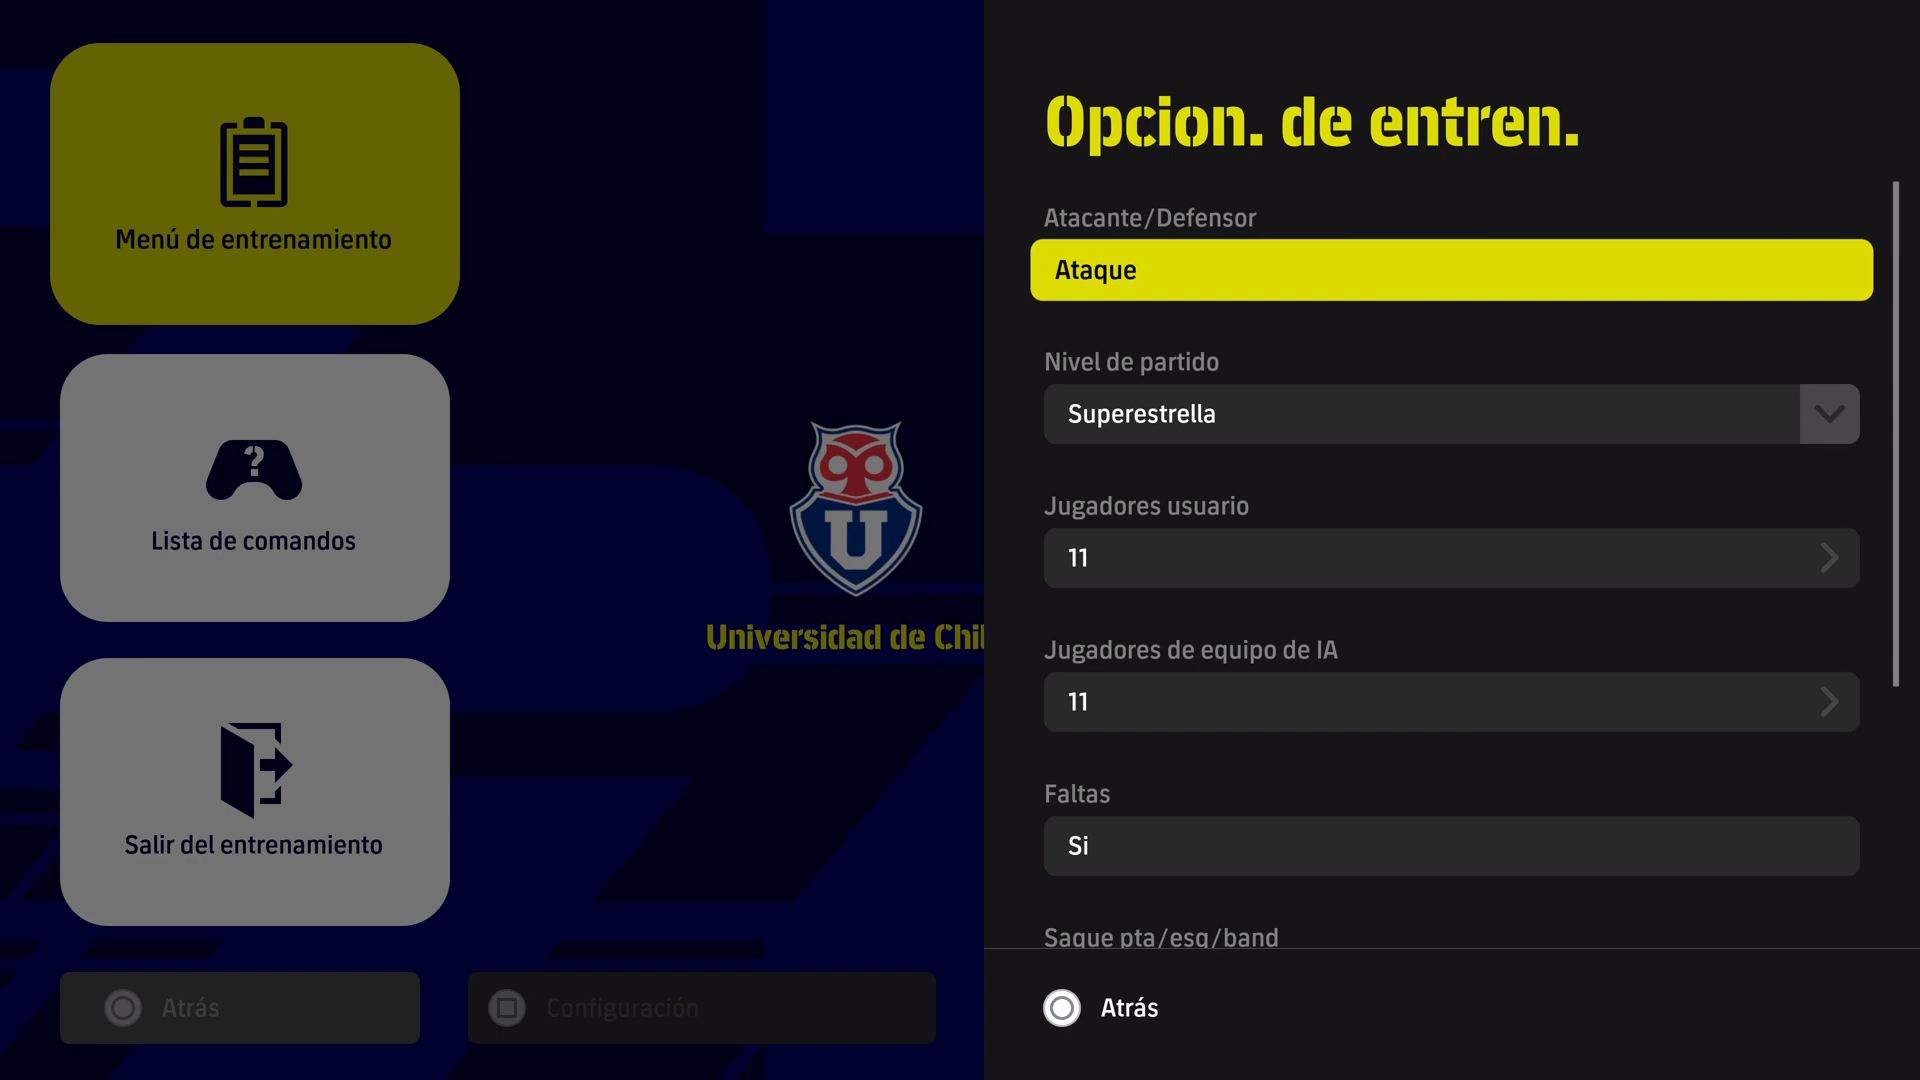 Menú de entrenamiento
?
Lista de comandos
Salir del entrenamiento
Atrás
Configuración
U
Universidad de Chil
Opcion. de entren.
Atacante/Defensor
Ataque
Nivel de partido
Superestrella
Jugadores usuario
11
Jugadores de equipo de IA
11
Faltas
Si
Saque pta/esq/band
Atrás